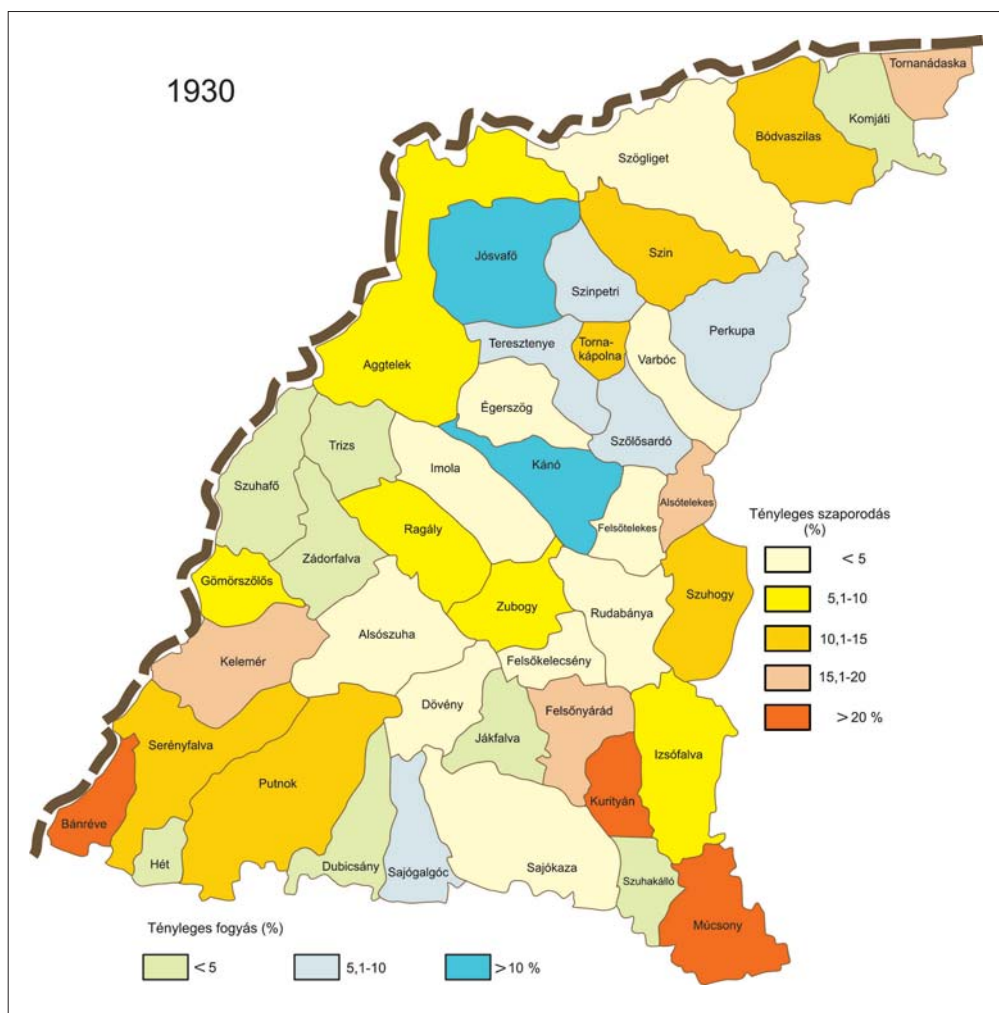 1930
Tornanádaska
Komjáti
Bódvaszilas
Szögliget
Jósvafő
Szin
Szinpetri
Perkupa
Teresztenye
Torna-
kápolna
Varbóc
Aggtelek
Égerszög
Szőlősardó
Trizs
Imola
Kánó
Szuhafő
Alsótelekes
Ragály
Felsőtelekes
Zádorfalva
Gömörszőlős
Zubogy
Rudabánya
Szuhogy
Alsószuha
Kelemér
Felsőkelecsény
Dövény
Felsőnyárád
Jákfalva
Serényfalva
Izsófalva
Putnok
Kurityán
Bánréve
Hét
Dubicsány
Sajógalgóc
Sajókaza
Szuhakálló
Múcsony
Tényleges szaporodás
(%)
< 5
5,1-10
10,1-15
15,1-20
> 20 %
Tényleges fogyás (%)
< 5
5,1-10
>10 %